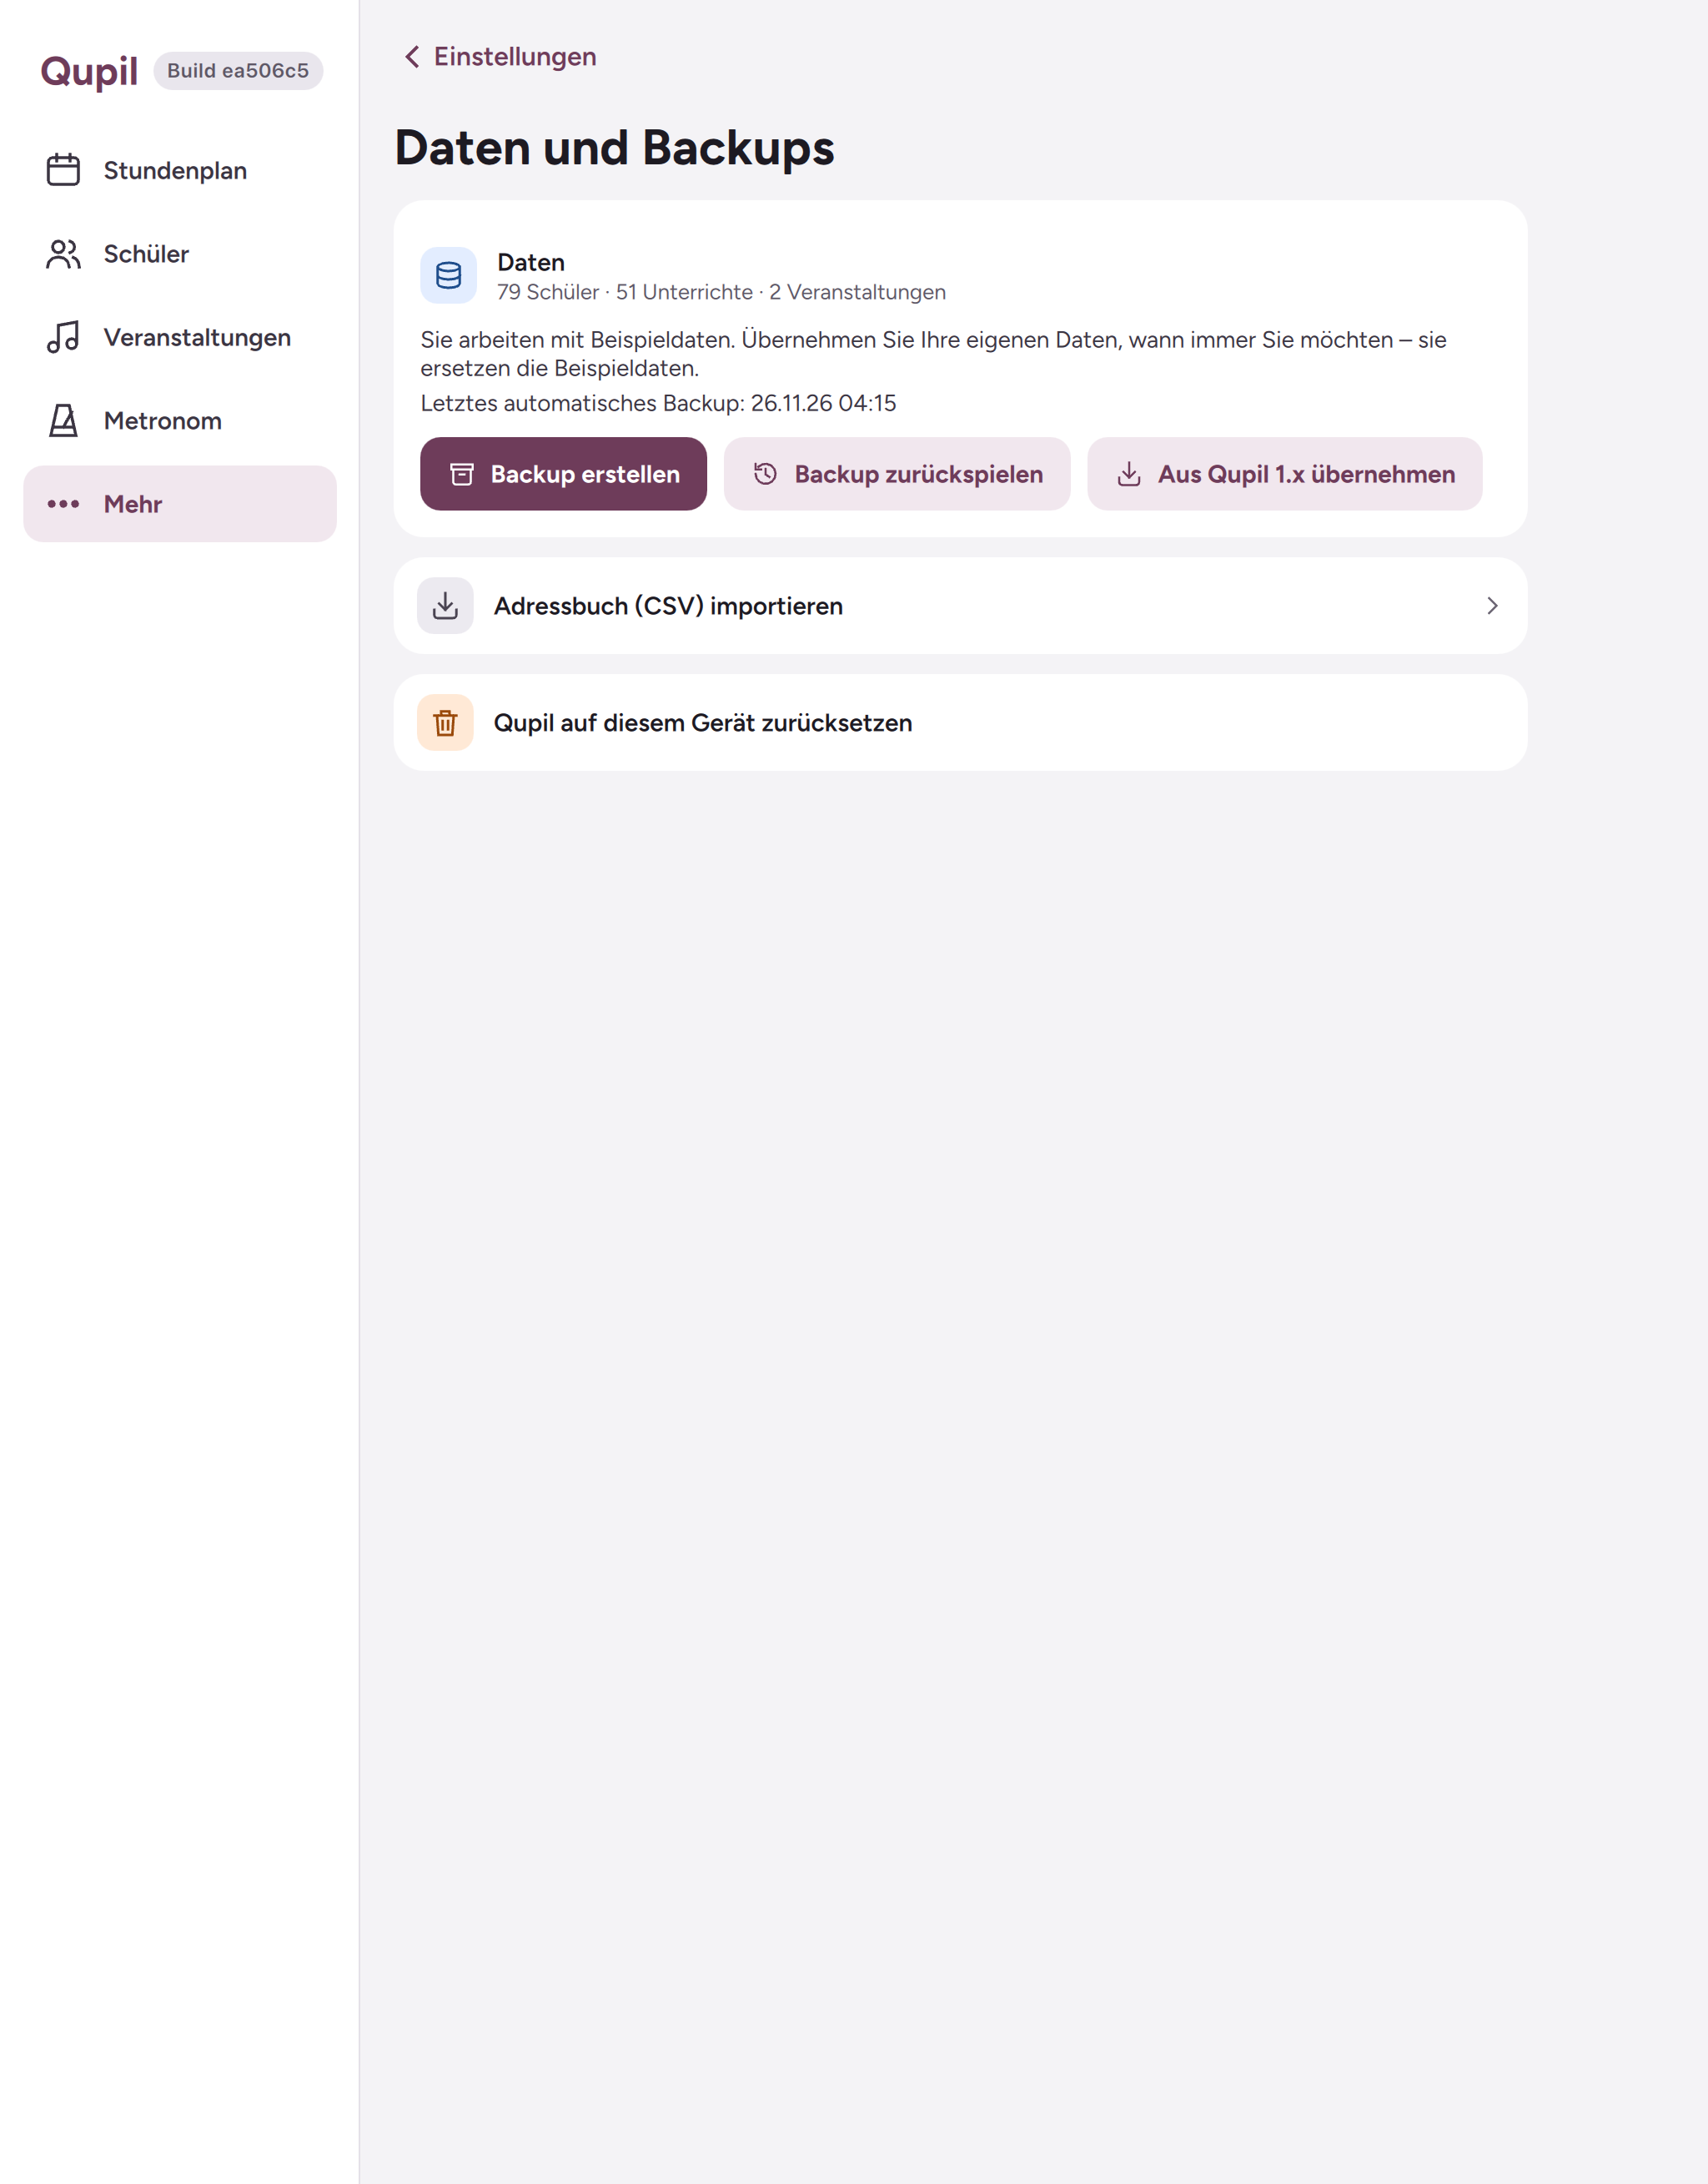 Qupil
Build ea506c5
Stundenplan
Schüler
Veranstaltungen
Metronom
Mehr
Einstellungen
Daten und Backups
Daten
79 Schüler · 51 Unterrichte · 2 Veranstaltungen
Sie arbeiten mit Beispieldaten. Übernehmen Sie Ihre eigenen Daten, wann immer Sie möchten – sie
ersetzen die Beispieldaten.
Letztes automatisches Backup: 26.11.26 04:15
Backup erstellen
Backup zurückspielen
Aus Qupil 1.x übernehmen
Adressbuch (CSV) importieren
Qupil auf diesem Gerät zurücksetzen